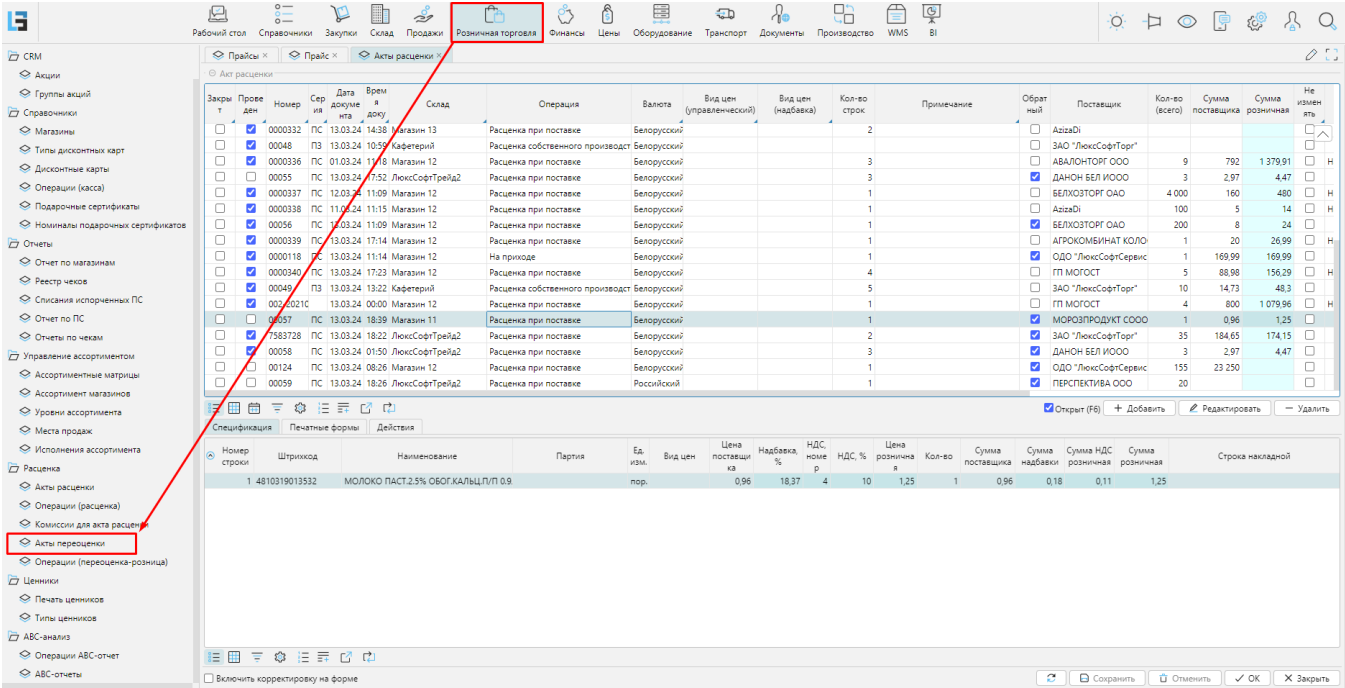 Рабочий стол Справочники Закупки Склад Продажи Розничная торговля Финансы Цены Оборудование Транспорт Документы Производство WMS BI
CRM
Акции
Группы акций
Справочники
Магазины
Типы дисконтных карт
Дисконтные карты
Операции (касса)
Подарочные сертификаты
Номиналы подарочных сертификатов
Отчеты
Отчет по магазинам
Реестр чеков
Списания испорченных ПС
Отчет по ПС
Отчеты по чекам
Управление ассортиментом
Ассортиментные матрицы
Ассортимент магазинов
Уровни ассортимента
Места продаж
Исполнения ассортимента
Расценка
Акты расценки
Операции (расценка)
Комиссии для акта расценки
Акты переоценки
Операции (переоценка-розница)
Ценники
Печать ценников
Типы ценников
АВС-анализ
Операции АВС-отчет
АВС-отчеты
Прайсы × Прайс × Акты расценки ×
Акт расценки
Закры
т Прове
ден Номер Сер
ия Дата
докуме
нта Врем
я
доку Склад Операция Валюта Вид цен
(управленческий) Вид цен
(надбавка) Кол-во
строк Примечание Обрат
ный Поставщик Кол-во
(всего) Сумма
поставщика Сумма
розничная Не
измен
ять
0000332 ПС 13.03.24 14:38 Магазин 13 Расценка при поставке Белорусский 2 AzizaDi
00048 ПЗ 13.03.24 10:59 Кафетерий Расценка собственного производст Белорусский ЗАО "ЛюксСофтТорг"
0000336 ПС 01.03.24 11:18 Магазин 12 Расценка при поставке Белорусский 3 АВАЛОНТОРГ ООО 9 792 1 379,91 Н
00055 ПС 13.03.24 17:52 ЛюксСофтТрейд2 Расценка при поставке Белорусский 3 ДАНОН БЕЛ ИООО 3 2,97 4,47
0000337 ПС 12.03.24 11:09 Магазин 12 Расценка при поставке Белорусский 1 БЕЛХОЗТОРГ ОАО 4 000 160 480 Н
0000338 ПС 11.03.24 11:15 Магазин 12 Расценка при поставке Белорусский 1 AzizaDi 100 5 14 Н
00056 ПС 13.03.24 11:09 Магазин 12 Расценка при поставке Белорусский 1 БЕЛХОЗТОРГ ОАО 200 8 24
0000339 ПС 13.03.24 17:14 Магазин 12 Расценка при поставке Белорусский 1 АГРОКОМБИНАТ КОЛО 1 20 26,99 Н
0000118 ПС 13.03.24 11:14 Магазин 12 На приходе Белорусский 1 ОДО "ЛюксСофтСервис 1 169,99 169,99
0000340 ПС 13.03.24 17:23 Магазин 12 Расценка при поставке Белорусский 4 ГП МОГОСТ 5 88,98 156,29 Н
00049 ПЗ 13.03.24 13:22 Кафетерий Расценка собственного производст Белорусский 5 ЗАО "ЛюксСофтТорг" 10 14,73 48,3
002-20210 13.03.24 00:00 Магазин 12 Расценка при поставке Белорусский 1 ГП МОГОСТ 4 800 1 079,96 Н
00057 ПС 13.03.24 18:39 Магазин 11 Расценка при поставке Белорусский 1 МОРОЗПРОДУКТ СООО 1 0,96 1,25
7583728 ПС 13.03.24 18:22 ЛюксСофтТрейд2 Расценка при поставке Белорусский 2 ЗАО "ЛюксСофтТорг" 35 184,65 174,15
00058 ПС 13.03.24 01:50 ЛюксСофтТрейд2 Расценка при поставке Белорусский 3 ДАНОН БЕЛ ИООО 3 2,97 4,47
00124 ПС 13.03.24 08:26 Магазин 12 Расценка при поставке Белорусский 1 ОДО "ЛюксСофтСервис 155 23 250
00059 ПС 13.03.24 18:26 ЛюксСофтТрейд2 Расценка при поставке Российский 1 ПЕРСПЕКТИВА ООО 20
Открыт (F6) + Добавить Редактировать — Удалить
Спецификация Печатные формы Действия
Номер
строки Штрихкод Наименование Партия Ед.
изм. Вид цен Цена
поставщи
ка Надбавка,
% НДС,
номе
р НДС, % Цена
рознична
я Кол-во Сумма
поставщика Сумма
надбавки Сумма НДС
розничная Сумма
розничная Строка накладной
1 4810319013532 МОЛОКО ПАСТ.2.5% ОБОГ.КАЛЬЦ.П/П 0.9 пор. 0,96 18,37 4 10 1,25 1 0,96 0,18 0,11 1,25
Включить корректировку на форме Сохранить Отменить OK Закрыть